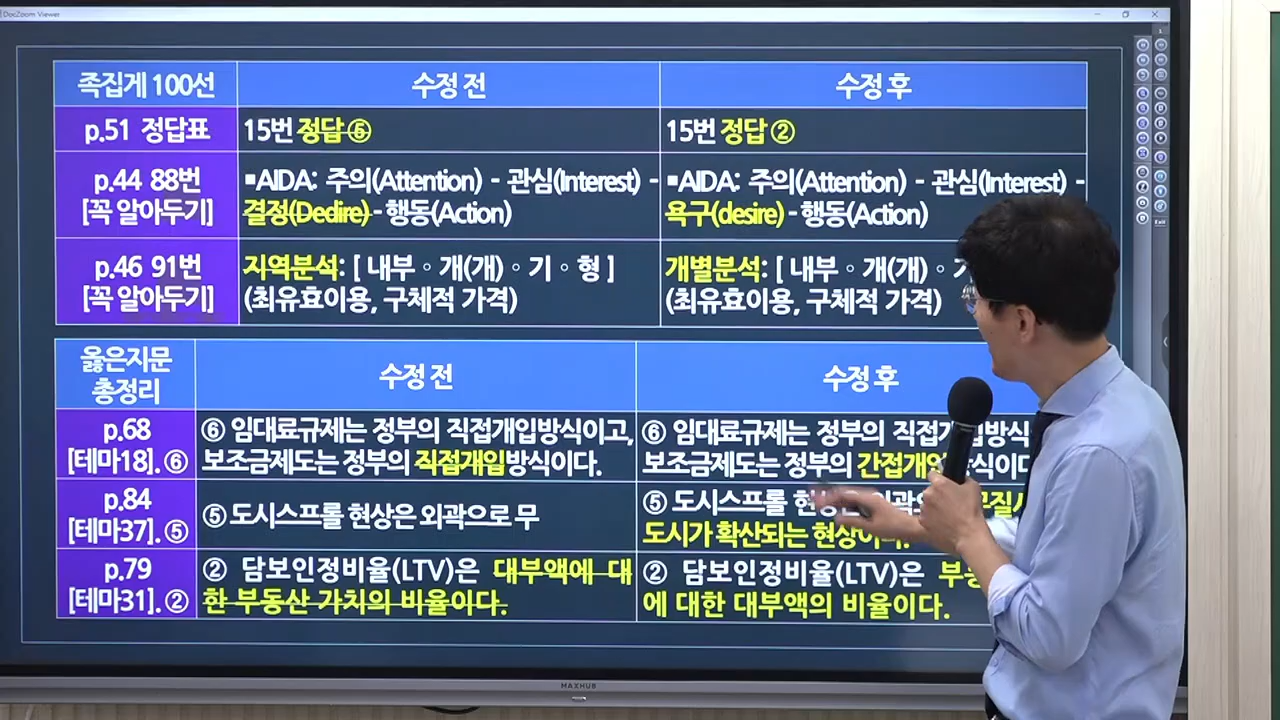 DocZoom Viewer
족집게 100선 수정 전 수정 후
p.51 정답표 15번 정답 ⑤ 15번 정답 ②
p.44 88번
[꼭 알아두기]
▪AIDA: 주의(Attention) - 관심(Interest) -
결정(Dedire) - 행동(Action)
▪AIDA: 주의(Attention) - 관심(Interest) -
욕구(desire) - 행동(Action)
p.46 91번
[꼭 알아두기]
지역분석: [ 내부 ◦ 개(개) ◦ 기 ◦ 형 ]
(최유효이용, 구체적 가격)
개별분석: [ 내부 ◦ 개(개) ◦
(최유효이용, 구체적 가격)
옳은지문
총정리
수정 전 수정 후
p.68
[테마18]. ⑥
⑥ 임대료규제는 정부의 직접개입방식이고,
보조금제도는 정부의 직접개입방식이다.
⑥ 임대료규제는 정부의 직접개입방식
보조금제도는 정부의 간접개입
p.84
[테마37]. ⑤
⑤ 도시스프롤 현상은 외곽으로 무
⑤ 도시스프롤
도시가 확산되는 현상이다.
p.79
[테마31]. ②
② 담보인정비율(LTV)은 대부액에 대
한 부동산 가치의 비율이다.
② 담보인정비율(LTV)은
에 대한 대부액의 비율이다.
MAXHUB